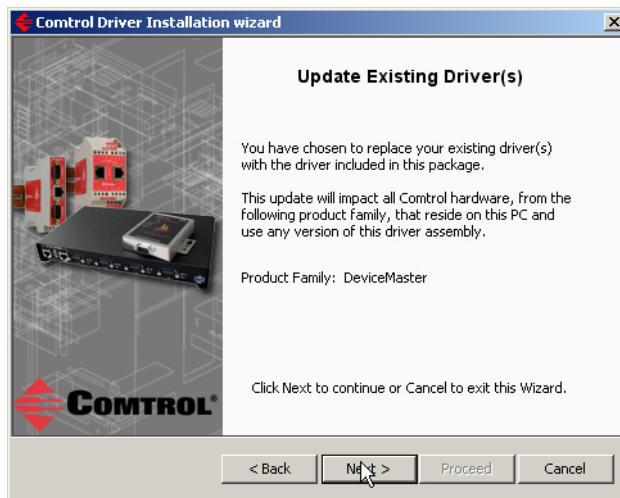 Comtrol Driver Installation wizard
Update Existing Driver(s)
You have chosen to replace your existing driver(s)
with the driver included in this package.
This update will impact all Comtrol hardware, from the
following product family, that reside on this PC and
use any version of this driver assembly.
Product Family: DeviceMaster
Click Next to continue or Cancel to exit this Wizard.
COMTROL®
< Back
Next >
Proceed
Cancel